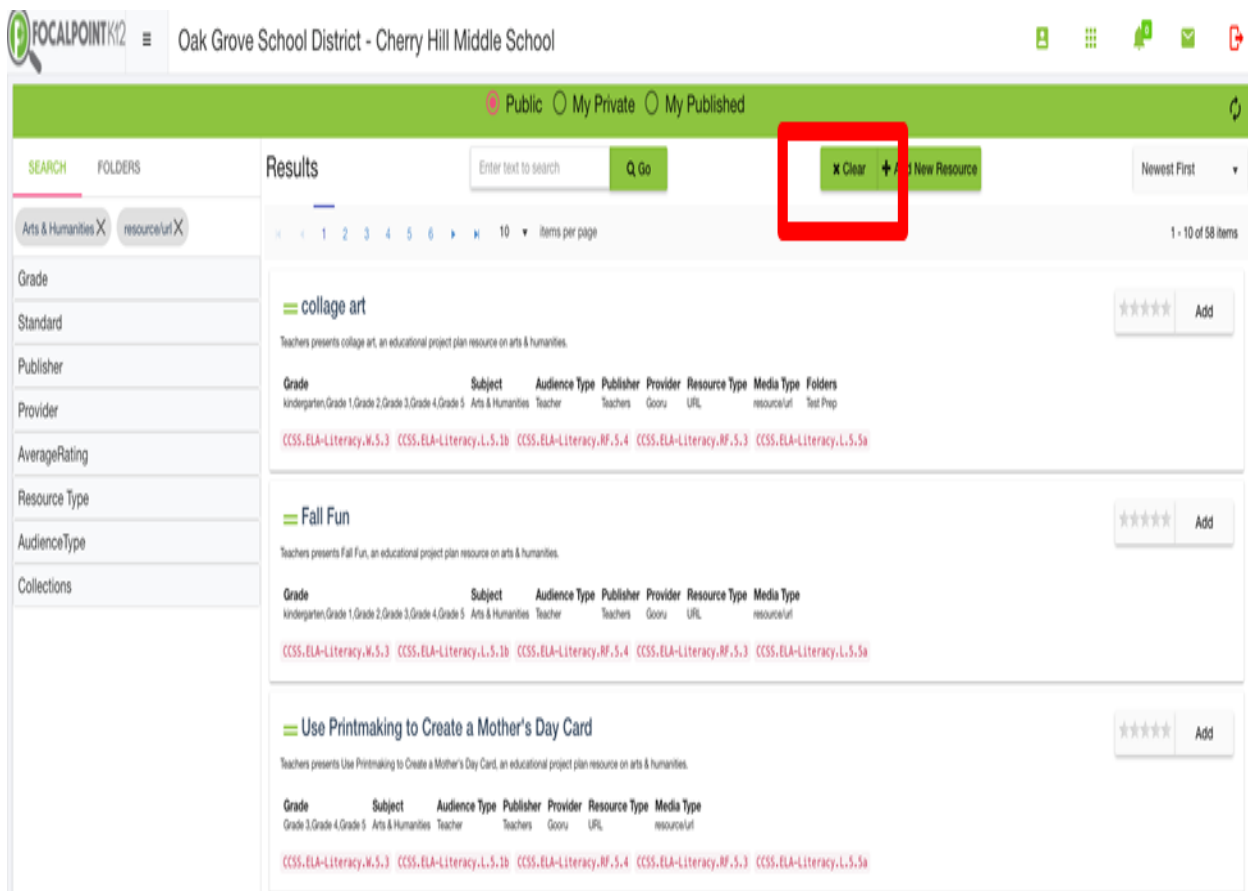 FOCALPOINT K12
Oak Grove School District - Cherry Hill Middle School
0
Public My Private My Published
SEARCH FOLDERS
Results
Enter text to search
Go
Clear
Add New Resource
Newest First
Arts & Humanities X resource/url X
1 2 3 4 5 6 10 items per page
1 - 10 of 58 items
Grade
Standard
Publisher
Provider
AverageRating
Resource Type
AudienceType
Collections
collage art
Add
Teachers presents collage art, an educational project plan resource on arts & humanities.
Grade Subject Audience Type Publisher Provider Resource Type Media Type Folders
kindergarten,Grade 1,Grade 2,Grade 3,Grade 4,Grade 5 Arts & Humanities Teacher Teachers Gooru URL resource/url Test Prep
CCSS.ELA-Literacy.W.5.3 CCSS.ELA-Literacy.L.5.1b CCSS.ELA-Literacy.RF.5.4 CCSS.ELA-Literacy.RF.5.3 CCSS.ELA-Literacy.L.5.5a
Fall Fun
Add
Teachers presents Fall Fun, an educational project plan resource on arts & humanities.
Grade Subject Audience Type Publisher Provider Resource Type Media Type
kindergarten,Grade 1,Grade 2,Grade 3,Grade 4,Grade 5 Arts & Humanities Teacher Teachers Gooru URL resource/url
CCSS.ELA-Literacy.W.5.3 CCSS.ELA-Literacy.L.5.1b CCSS.ELA-Literacy.RF.5.4 CCSS.ELA-Literacy.RF.5.3 CCSS.ELA-Literacy.L.5.5a
Use Printmaking to Create a Mother's Day Card
Add
Teachers presents Use Printmaking to Create a Mother's Day Card, an educational project plan resource on arts & humanities.
Grade Subject Audience Type Publisher Provider Resource Type Media Type
Grade 3,Grade 4,Grade 5 Arts & Humanities Teacher Teachers Gooru URL resource/url
CCSS.ELA-Literacy.W.5.3 CCSS.ELA-Literacy.L.5.1b CCSS.ELA-Literacy.RF.5.4 CCSS.ELA-Literacy.RF.5.3 CCSS.ELA-Literacy.L.5.5a